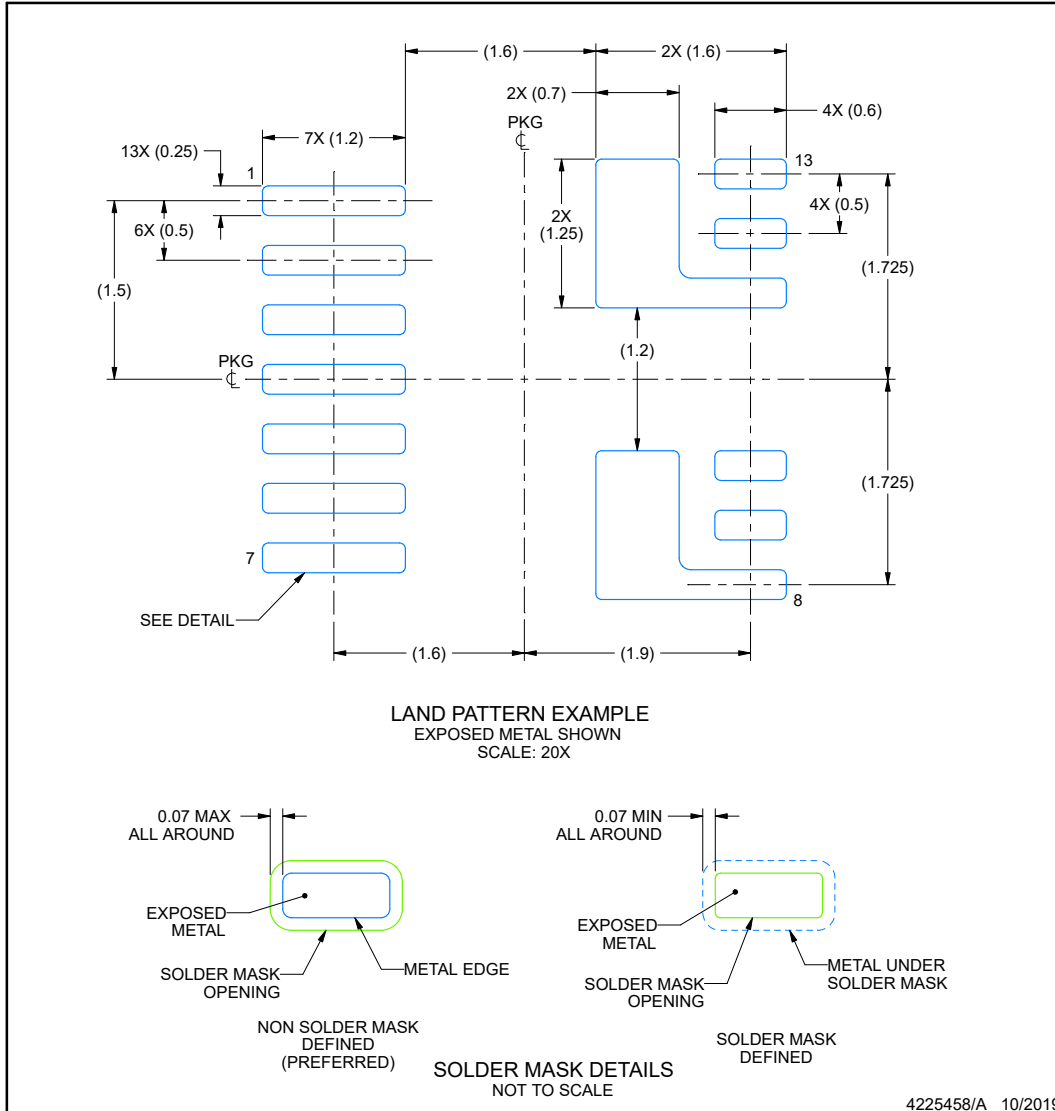 (1.6)
2X (1.6)
2X (0.7)
4X (0.6)
PKG
℄
7X (1.2)
13X (0.25)
1
13
6X (0.5)
2X
(1.25)
4X (0.5)
(1.5)
(1.725)
(1.2)
PKG
℄
(1.725)
7
8
SEE DETAIL
(1.6)
(1.9)
LAND PATTERN EXAMPLE
EXPOSED METAL SHOWN
SCALE: 20X
0.07 MAX
ALL AROUND
0.07 MIN
ALL AROUND
EXPOSED
METAL
EXPOSED
METAL
SOLDER MASK
OPENING
METAL EDGE
SOLDER MASK
OPENING
METAL UNDER
SOLDER MASK
NON SOLDER MASK
DEFINED
(PREFERRED)
SOLDER MASK
DEFINED
SOLDER MASK DETAILS
NOT TO SCALE
4225458/A 10/2019